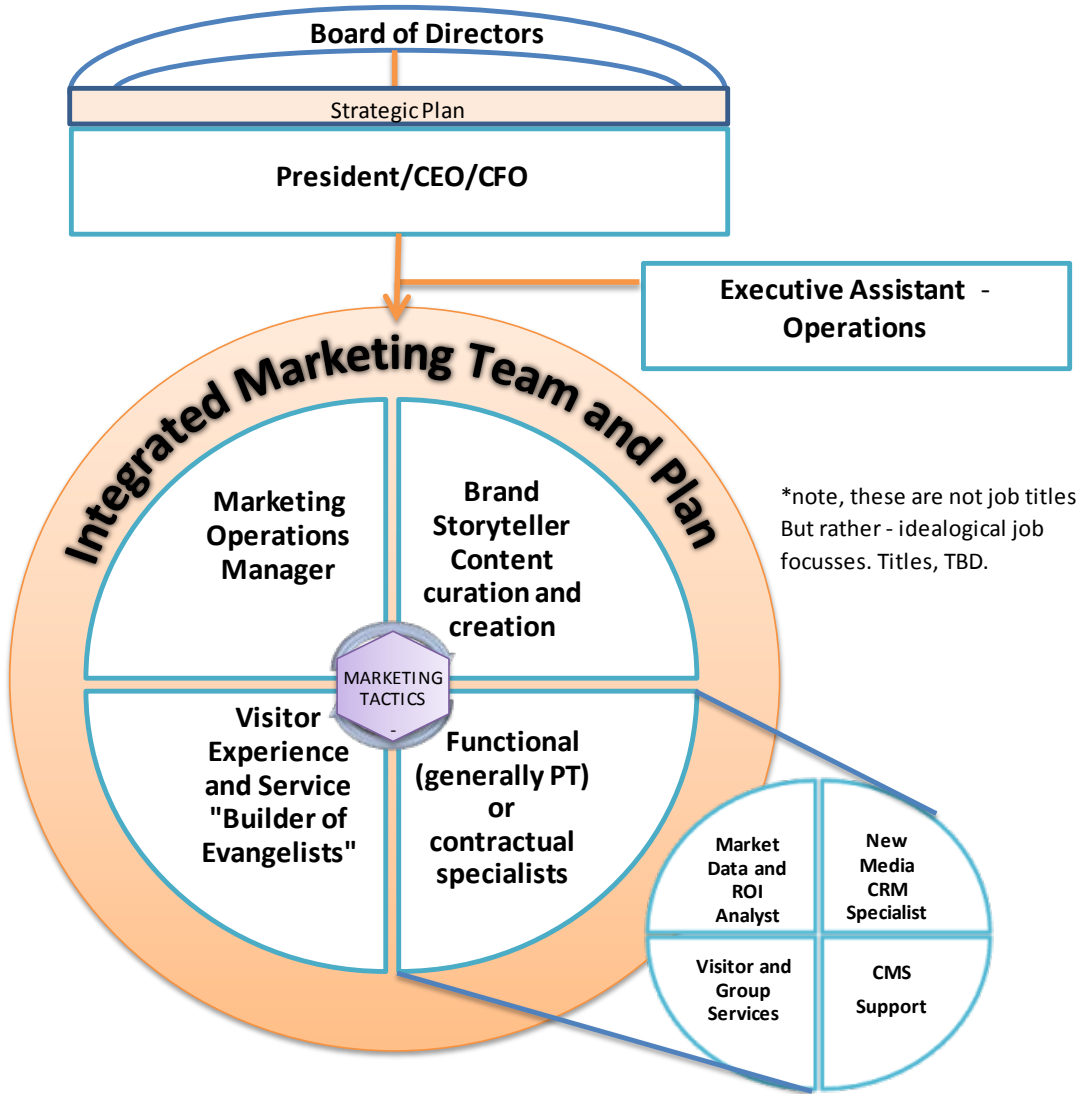 Board of Directors
Strategic Plan
President/CEO/CFO
Executive Assistant -
Operations
Integrated Marketing Team and Plan
Marketing
Operations
Manager
Brand
Storyteller
Content
curation and
creation
*note, these are not job titles
But rather - idealogical job
focusses. Titles, TBD.
MARKETING
TACTICS
-
Visitor
Experience
and Service
"Builder of
Evangelists"
Functional
(generally PT)
or
contractual
specialists
Market
Data and
ROI
Analyst
New
Media
CRM
Specialist
Visitor and
Group
Services
CMS
Support